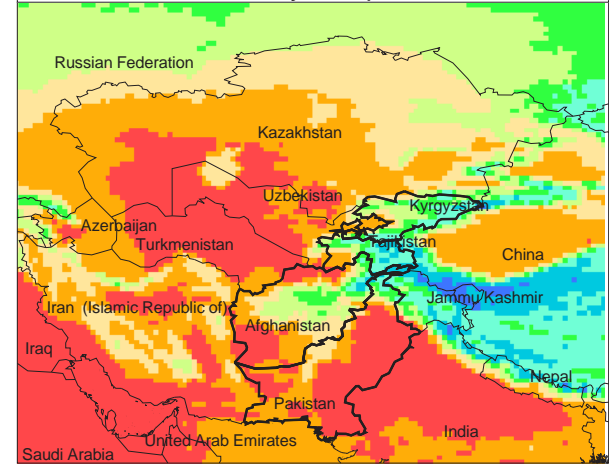 Russian Federation
Kazakhstan
Uzbekistan
Kyrgyzstan
Azerbaijan
Turkmenistan
Tajikistan
China
Iran (Islamic Republic of)
Jammu/Kashmir
Afghanistan
Iraq
Nepal
Pakistan
United Arab Emirates
India
Saudi Arabia